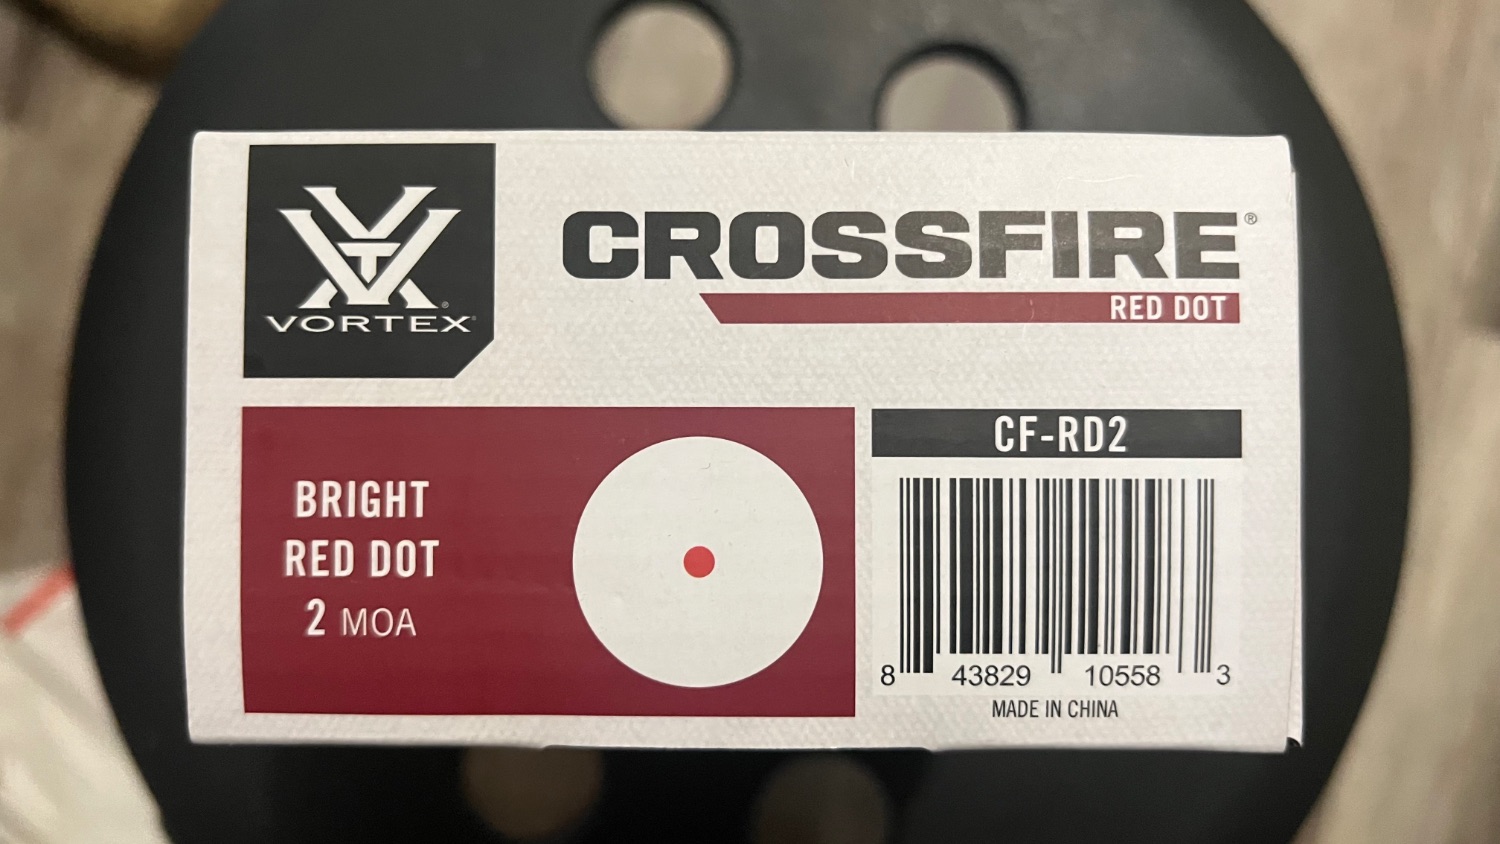 VORTEX®
CROSSFIRE®
RED DOT
BRIGHT
RED DOT
2 MOA
CF-RD2
8 43829 10558 3
MADE IN CHINA